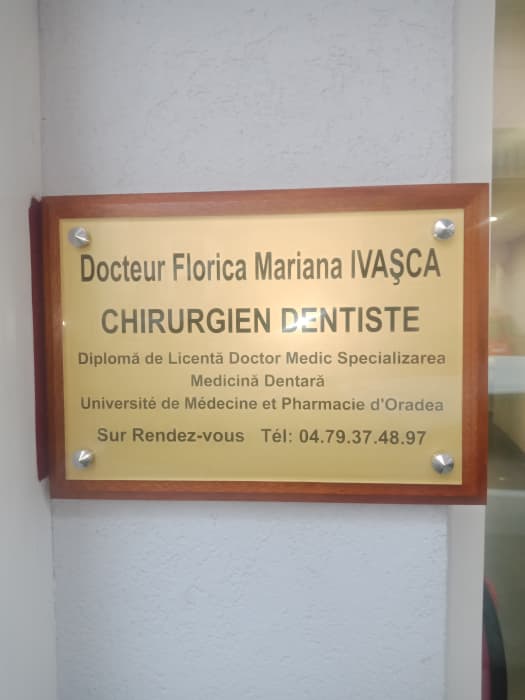 Docteur Florica Mariana IVAŞCA
CHIRURGIEN DENTISTE
Diplomă de Licentă Doctor Medic Specializarea
Medicină Dentară
Université de Médecine et Pharmacie d'Oradea
Sur Rendez-vous Tél: 04.79.37.48.97